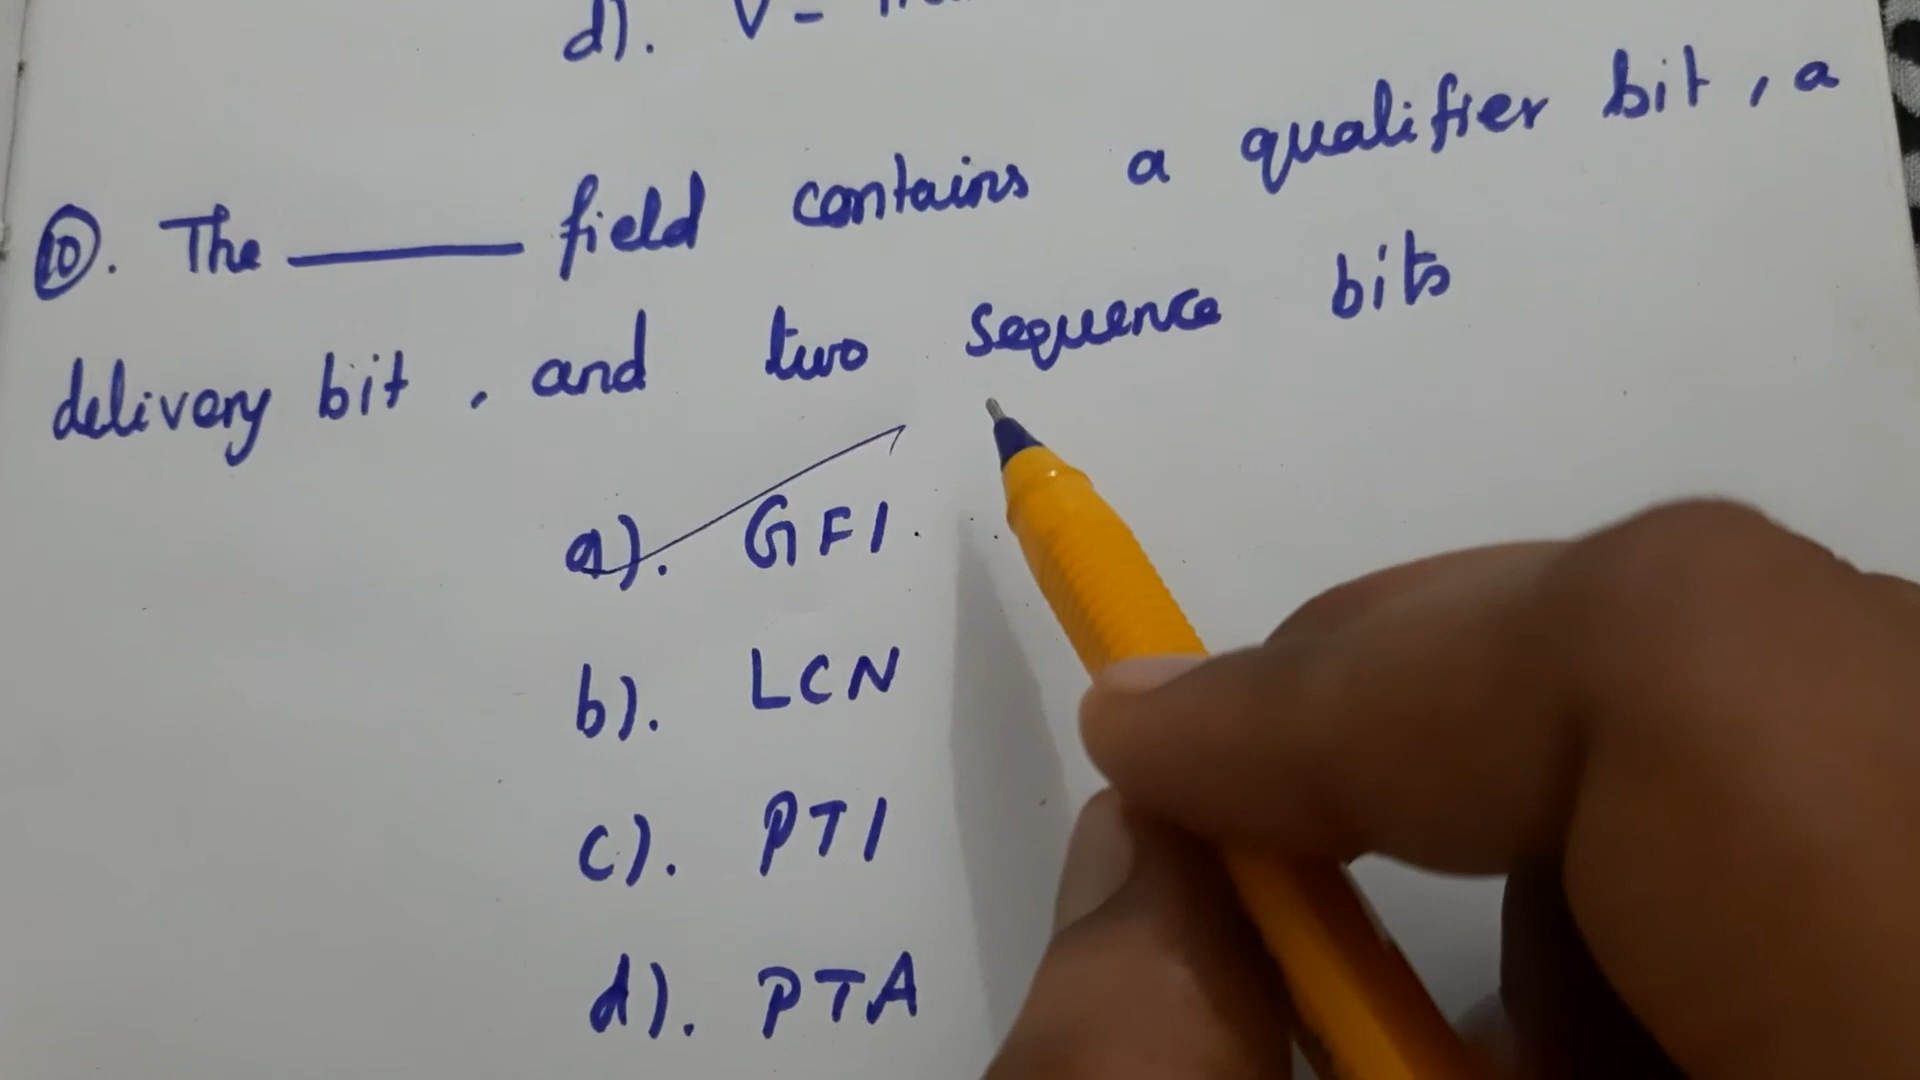 d). V -
10. The ______ field contains a qualifier bit, a
delivery bit, and two sequence bits
a). GFI.
b). LCN
c). PTI
d). PTA